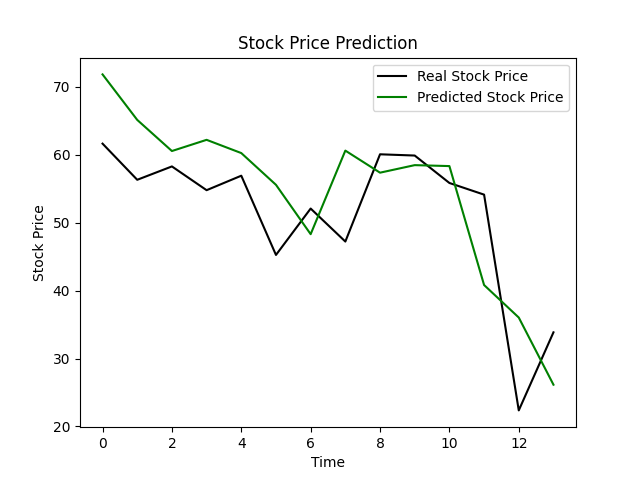 Stock Price Prediction
Real Stock Price
Predicted Stock Price
70
60
50
40
30
20
Stock Price
0 2 4 6 8 10 12
Time